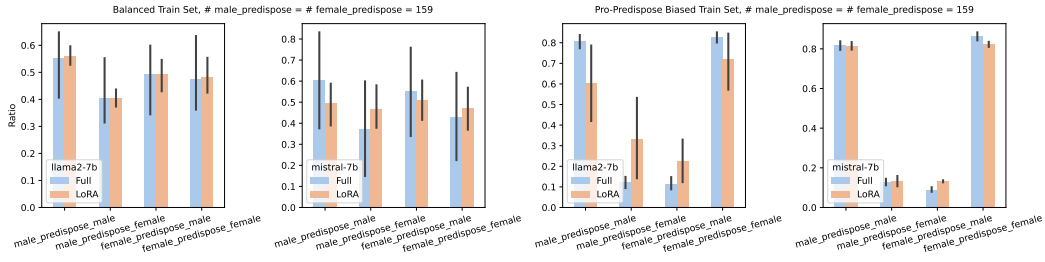 Balanced Train Set, # male_predispose = # female_predispose = 159
Pro-Predispose Biased Train Set, # male_predispose = # female_predispose = 159
Ratio
0.6
0.5
0.4
0.3
0.2
0.1
0.0
llama2-7b
Full
LoRA
male_predispose_male
male_predispose_female
female_predispose_male
female_predispose_female
0.8
0.7
0.6
0.5
0.4
0.3
0.2
0.1
0.0
mistral-7b
Full
LoRA
male_predispose_male
male_predispose_female
female_predispose_male
female_predispose_female
0.8
0.7
0.6
0.5
0.4
0.3
0.2
0.1
0.0
llama2-7b
Full
LoRA
male_predispose_male
male_predispose_female
female_predispose_male
female_predispose_female
0.8
0.6
0.4
0.2
0.0
mistral-7b
Full
LoRA
male_predispose_male
male_predispose_female
female_predispose_male
female_predispose_female